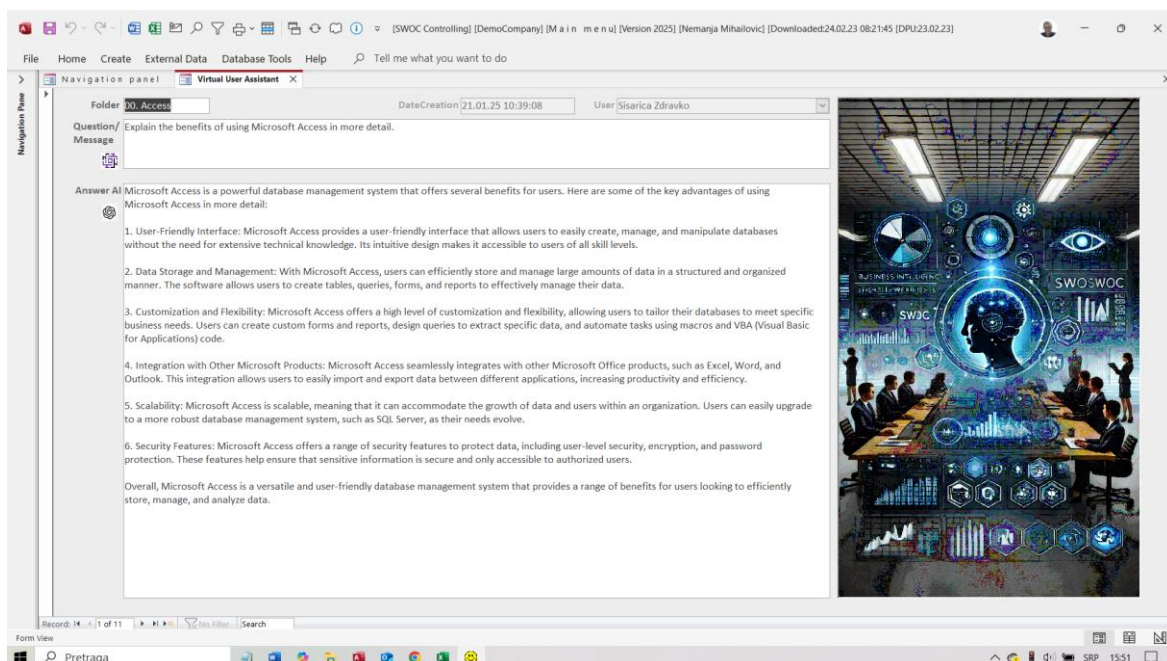 [SWOC Controlling] [DemoCompany] [M a i n m e n u] [Version 2025] [Nemanja Mihailovic] [Downloaded:24.02.23 08:21:45 [DPU:23.02.23]
File Home Create External Data Database Tools Help Tell me what you want to do
Navigation panel Virtual User Assistant
Navigation Pane
Folder 00. Access DateCreation 21.01.25 10:39:08 User Sisarica Zdravko
Question/ Explain the benefits of using Microsoft Access in more detail.
Message
Answer AI Microsoft Access is a powerful database management system that offers several benefits for users. Here are some of the key advantages of using
Microsoft Access in more detail:
1. User-Friendly Interface: Microsoft Access provides a user-friendly interface that allows users to easily create, manage, and manipulate databases
without the need for extensive technical knowledge. Its intuitive design makes it accessible to users of all skill levels.
2. Data Storage and Management: With Microsoft Access, users can efficiently store and manage large amounts of data in a structured and organized
manner. The software allows users to create tables, queries, forms, and reports to effectively manage their data.
3. Customization and Flexibility: Microsoft Access offers a high level of customization and flexibility, allowing users to tailor their databases to meet specific
business needs. Users can create custom forms and reports, design queries to extract specific data, and automate tasks using macros and VBA (Visual Basic
for Applications) code.
4. Integration with Other Microsoft Products: Microsoft Access seamlessly integrates with other Microsoft Office products, such as Excel, Word, and
Outlook. This integration allows users to easily import and export data between different applications, increasing productivity and efficiency.
5. Scalability: Microsoft Access is scalable, meaning that it can accommodate the growth of data and users within an organization. Users can easily upgrade
to a more robust database management system, such as SQL Server, as their needs evolve.
6. Security Features: Microsoft Access offers a range of security features to protect data, including user-level security, encryption, and password
protection. These features help ensure that sensitive information is secure and only accessible to authorized users.
Overall, Microsoft Access is a versatile and user-friendly database management system that provides a range of benefits for users looking to efficiently
store, manage, and analyze data.
SWOSWOC
SWOC
Record: 1 of 11 No Filter Search
Form View
Pretraga SRP 15:51